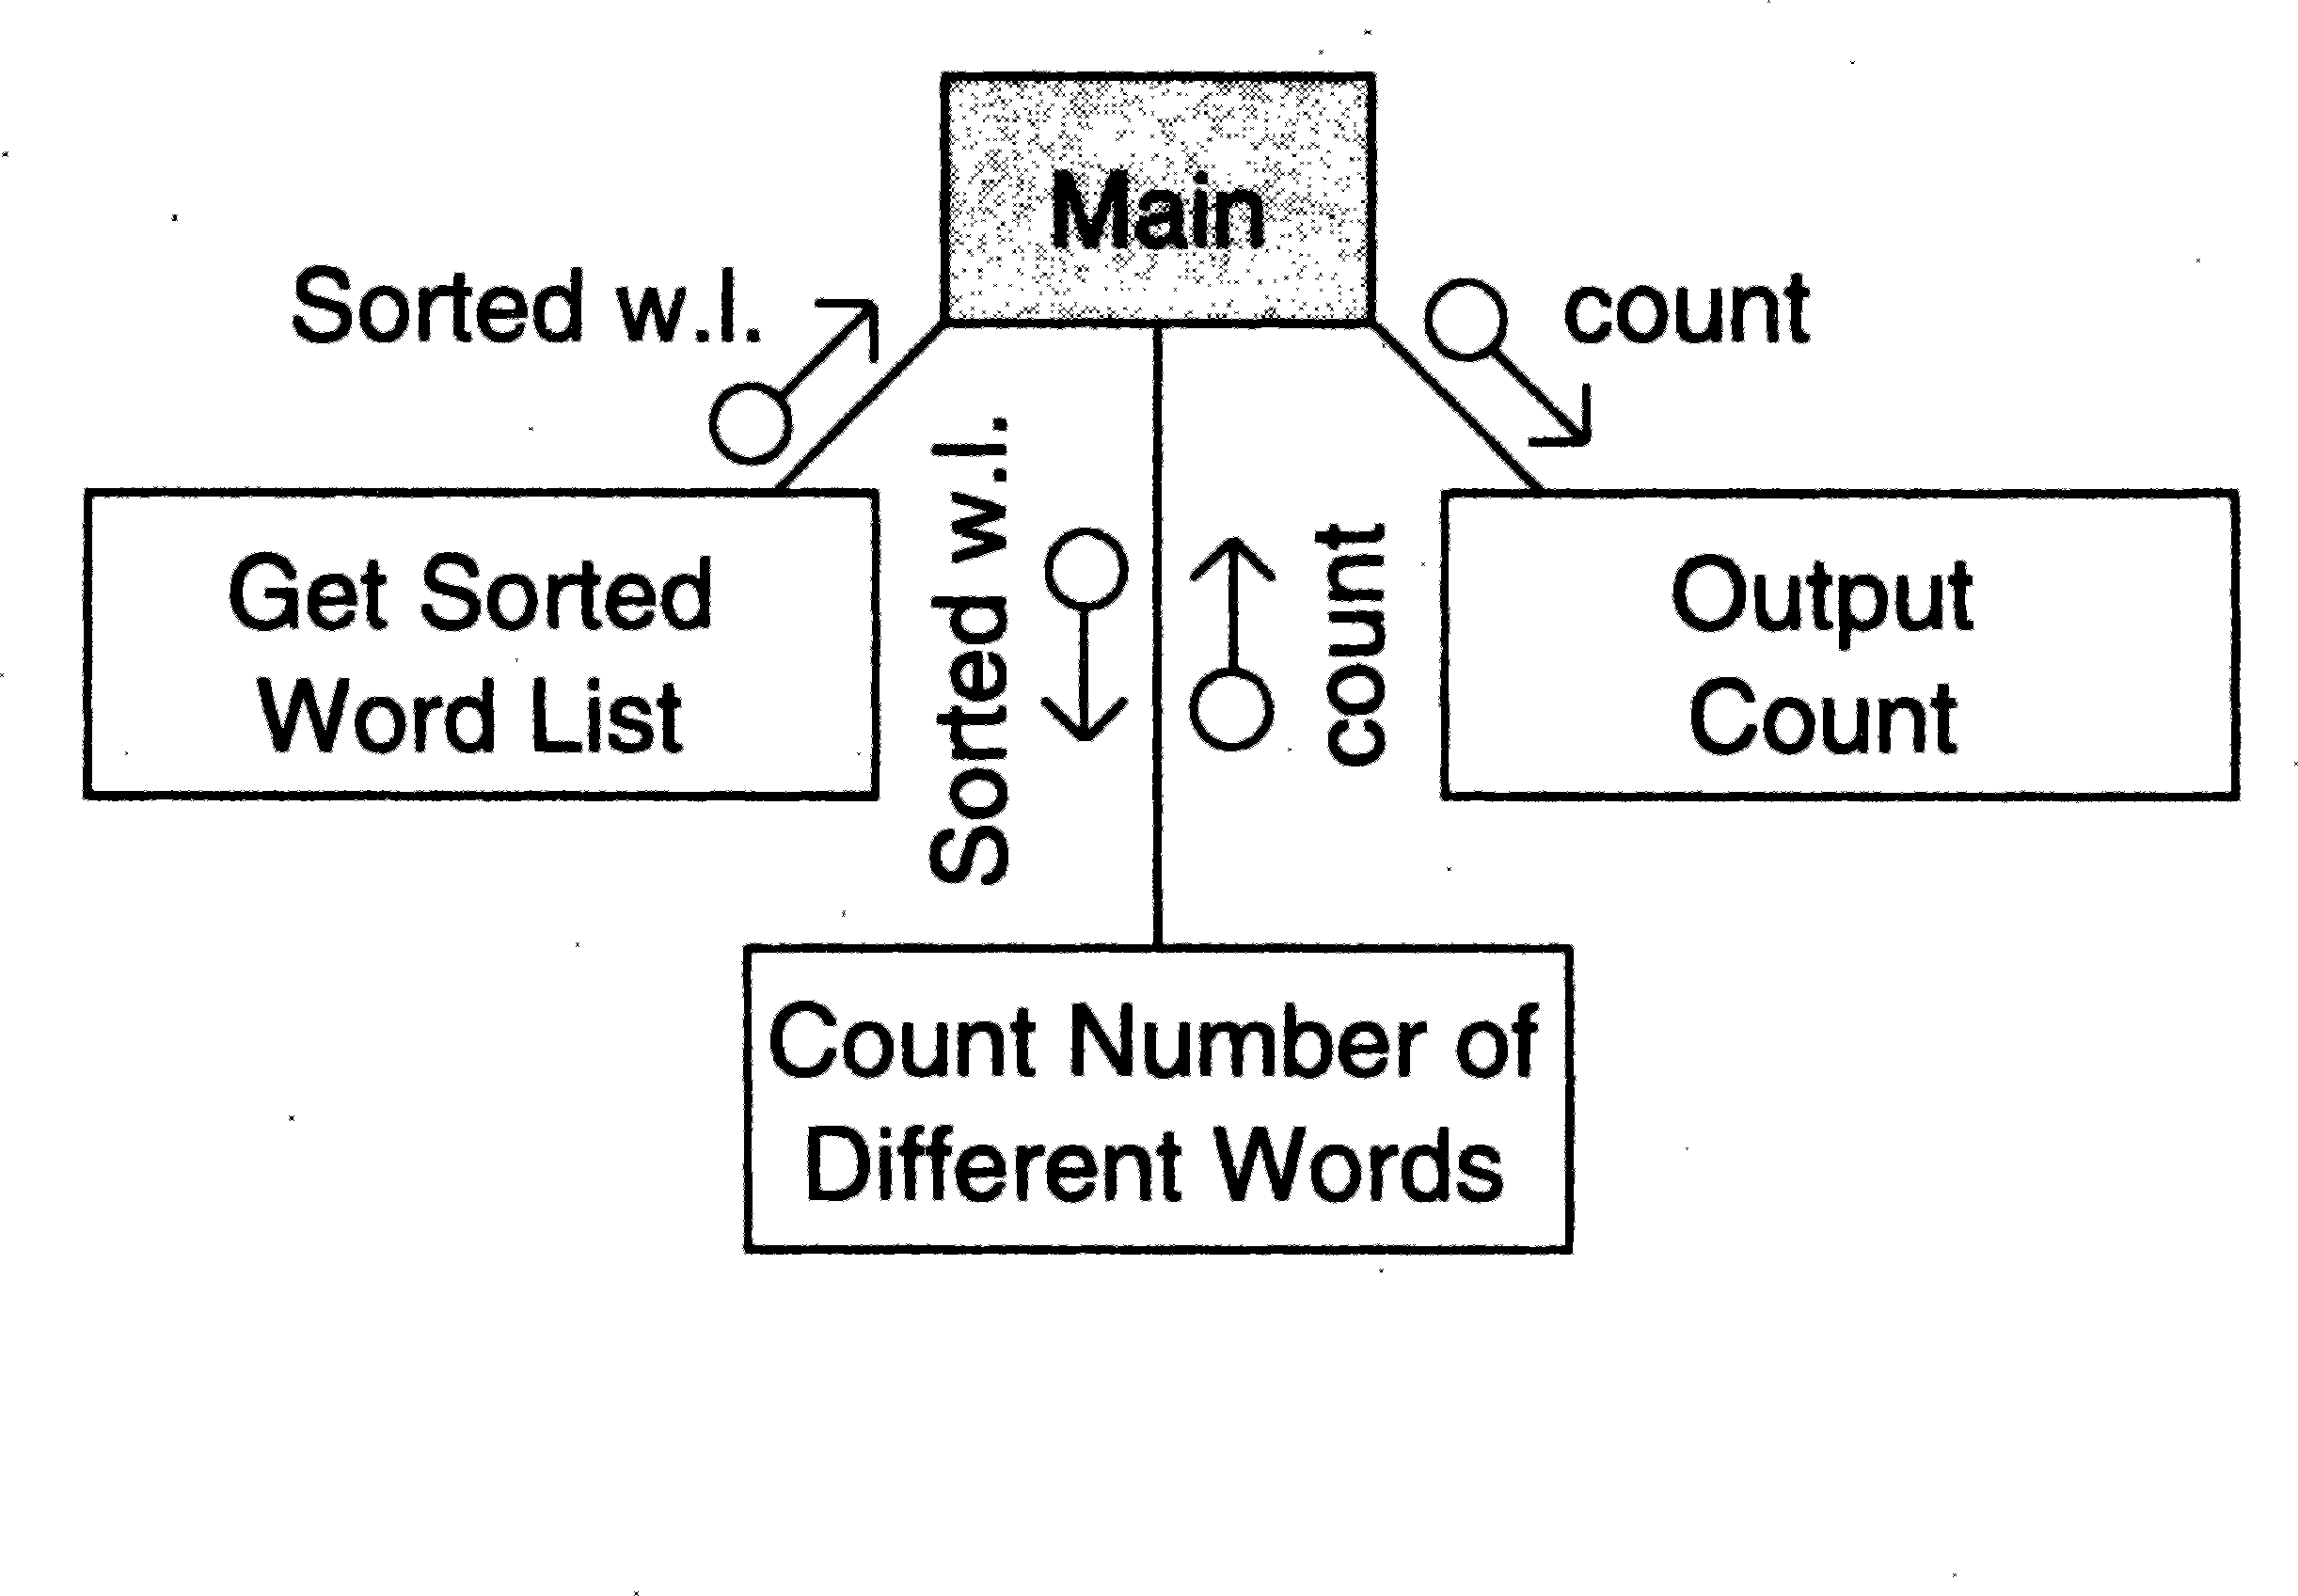 Main
Sorted w.l.
count
Sorted w.l.
count
Get Sorted
Word List
Output
Count
Count Number of
Different Words